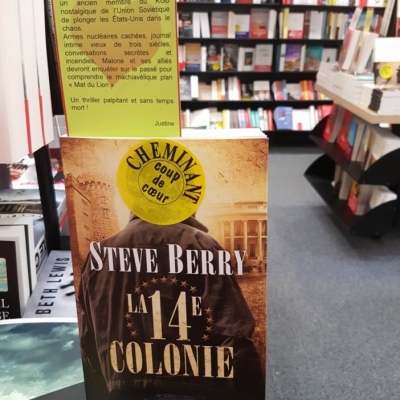 un ancien membre du KGB
nostalgique de l'Union Soviétique
de plonger les États-Unis dans le
chaos.
Armes nucléaires cachées, journal
intime vieux de trois siècles,
conversations secrètes et
incendies, Malone et ses alliés
devront enquêter sur le passé pour
comprendre le machiavélique plan
« Mat du Lion »
Un thriller palpitant et sans temps
mort !
Justine
CHEMINANT
coup
de
cœur
STEVE BERRY
LA 14E
COLONIE
BETH LEWIS